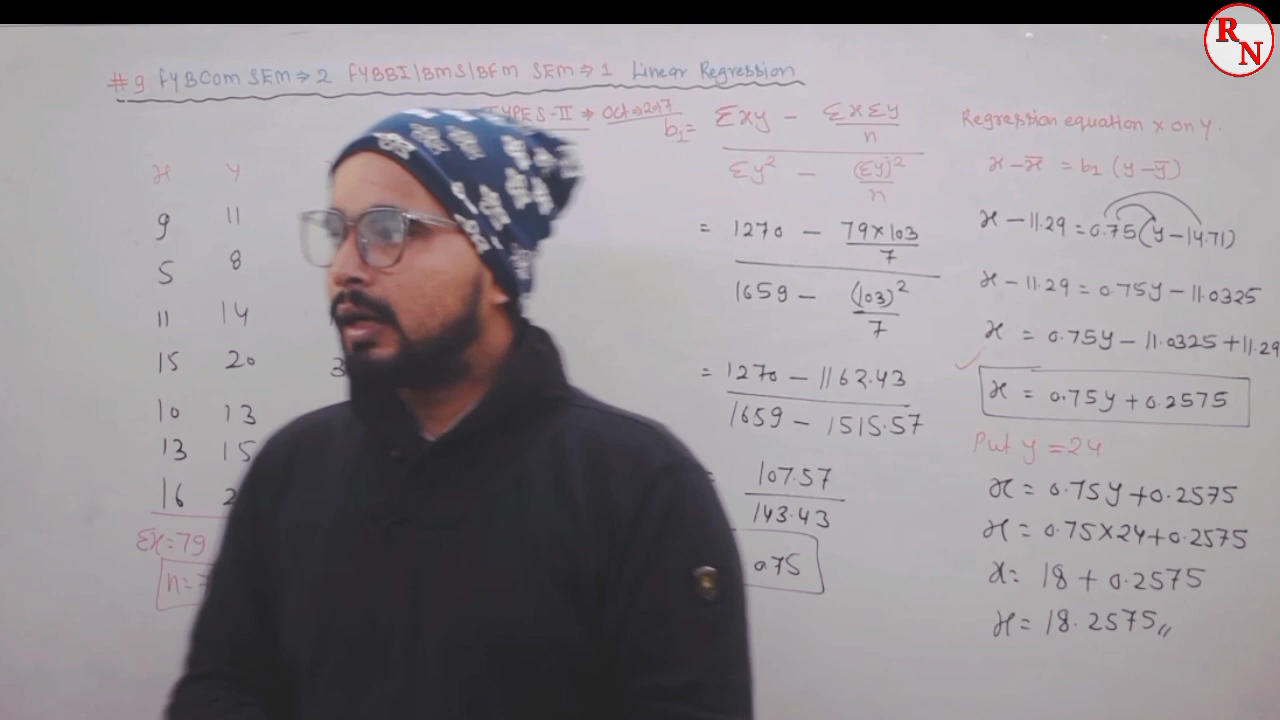 RN
#9 FYBCom SEM⇒2 FYBBI/BMS/BFM SEM⇒1 Linear Regression
TYPES-II ⇒ Oct⇒2017
x y
9 11
5 8
11 14
15 20
10 13
13 15
16 2
Σx=79
n=7
b₁= Σxy − ΣxΣy/n
Σy² − (Σy)²/n
= 1270 − 79×103/7
1659 − (103)²/7
= 1270 − 1162.43
1659 − 1515.57
107.57
143.43
0.75
Regression equation x on y.
x−x̄ = b₁ (y−ȳ)
x−11.29 = 0.75(y−14.71)
x−11.29 = 0.75y − 11.0325
x = 0.75y − 11.0325 + 11.29
x = 0.75y + 0.2575
Put y = 24
x = 0.75y + 0.2575
x = 0.75×24 + 0.2575
x = 18 + 0.2575
x = 18.2575//